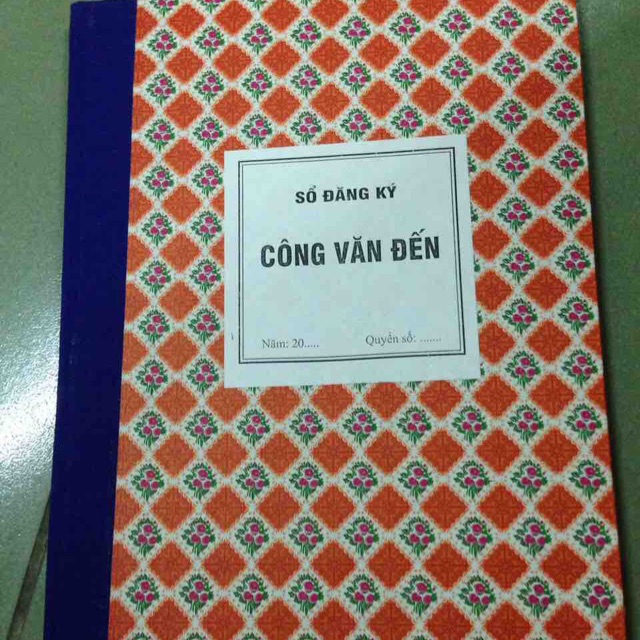 SỔ ĐĂNG KÝ
CÔNG VĂN ĐẾN
Năm: 20..... Quyển số: .......